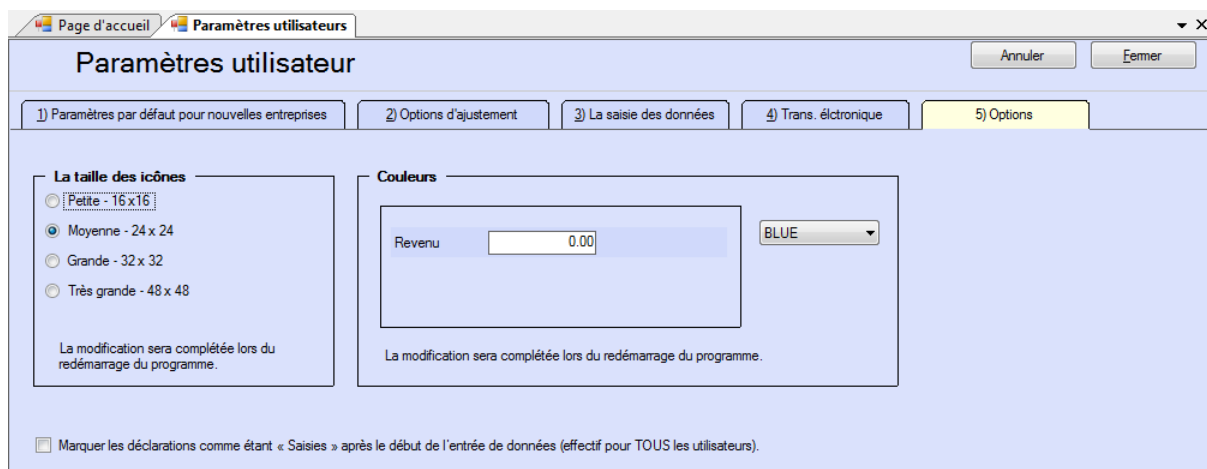 Page d'accueil
Paramètres utilisateurs
Paramètres utilisateur
Annuler
Fermer
1) Paramètres par défaut pour nouvelles entreprises
2) Options d'ajustement
3) La saisie des données
4) Trans. élctronique
5) Options
La taille des icônes
Petite - 16 x16
Moyenne - 24 x 24
Grande - 32 x 32
Très grande - 48 x 48
La modification sera complétée lors du
redémarrage du programme.
Couleurs
Revenu
0.00
BLUE
La modification sera complétée lors du redémarrage du programme.
Marquer les déclarations comme étant « Saisies » après le début de l'entrée de données (effectif pour TOUS les utilisateurs).